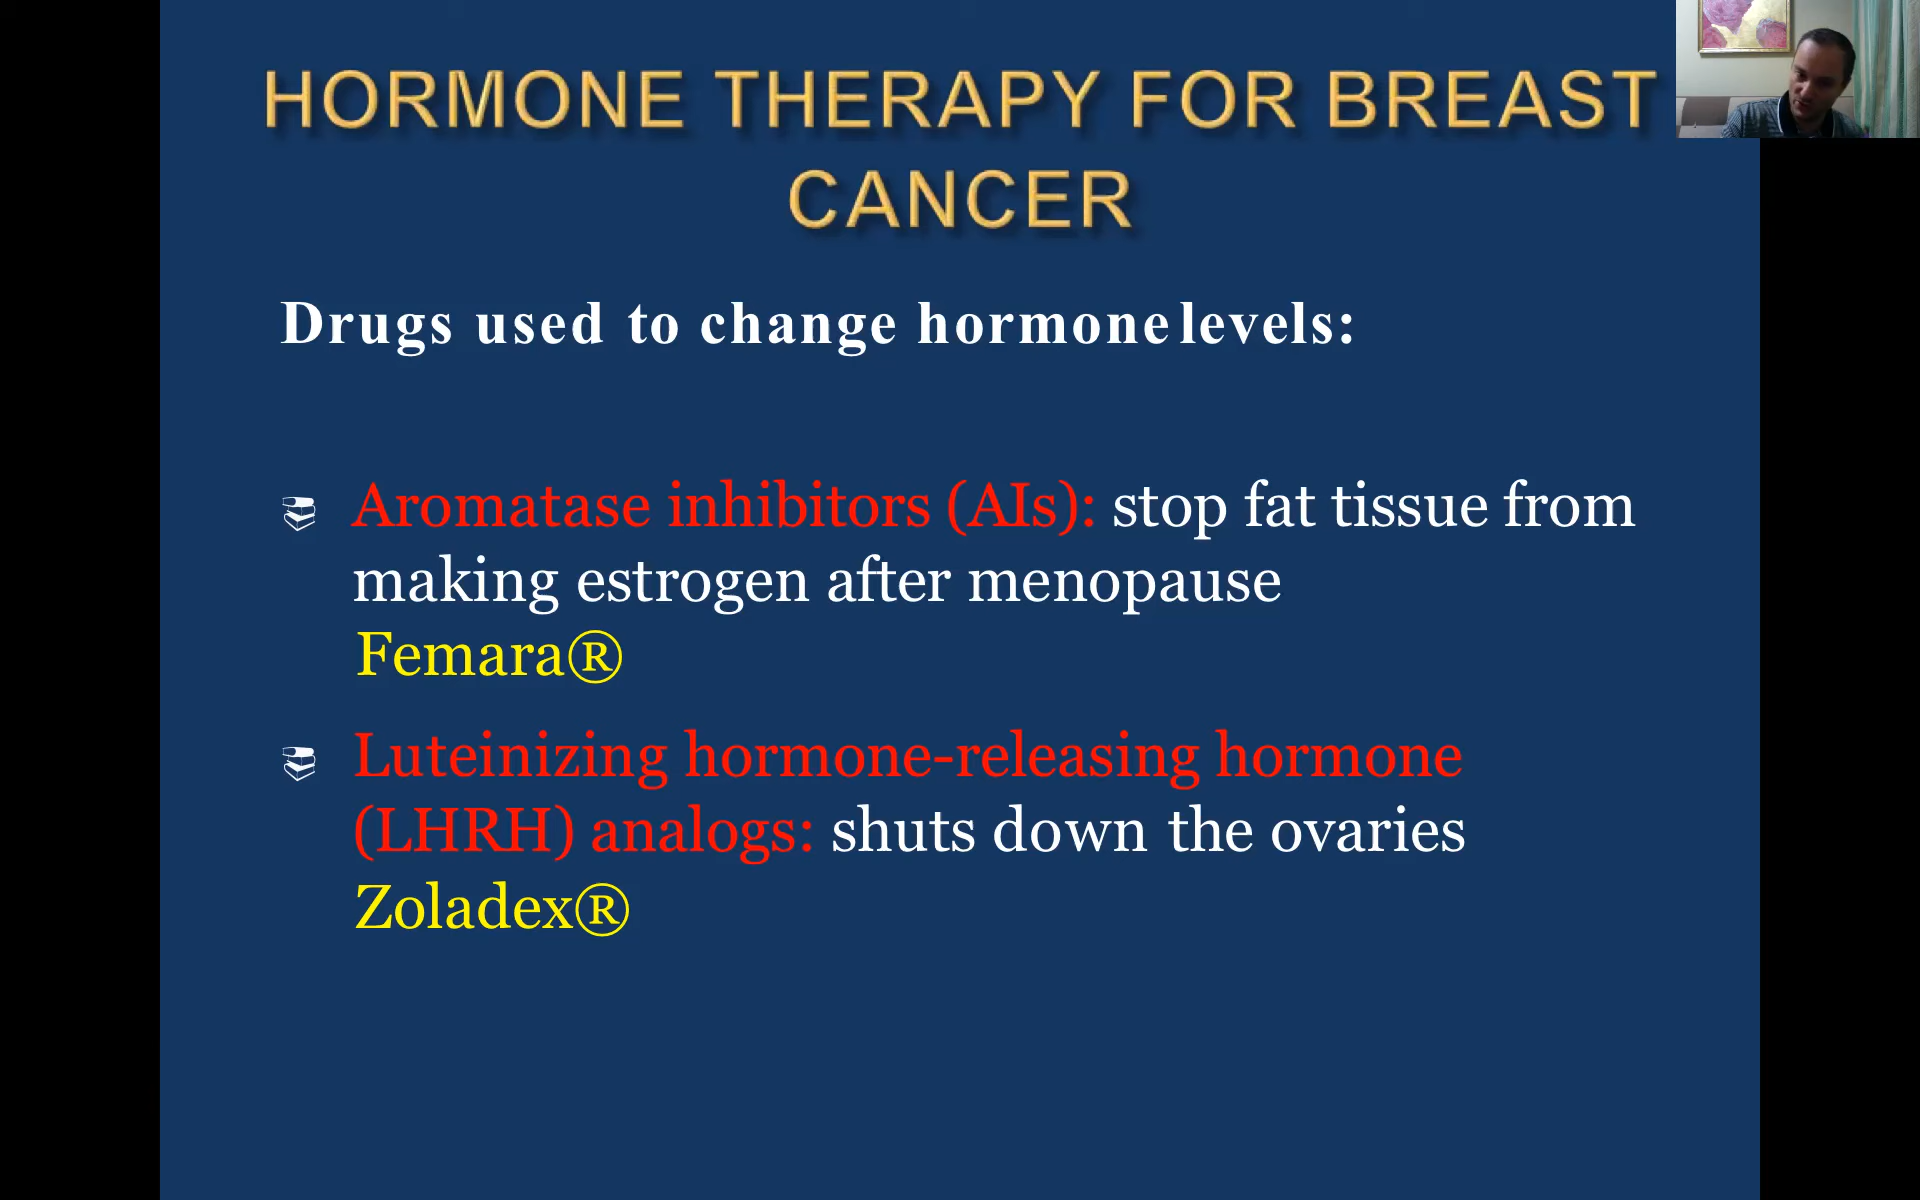 HORMONE THERAPY FOR BREAST
CANCER
Drugs used to change hormone levels:
Aromatase inhibitors (AIs): stop fat tissue from
making estrogen after menopause
Femara®
Luteinizing hormone-releasing hormone
(LHRH) analogs: shuts down the ovaries
Zoladex®